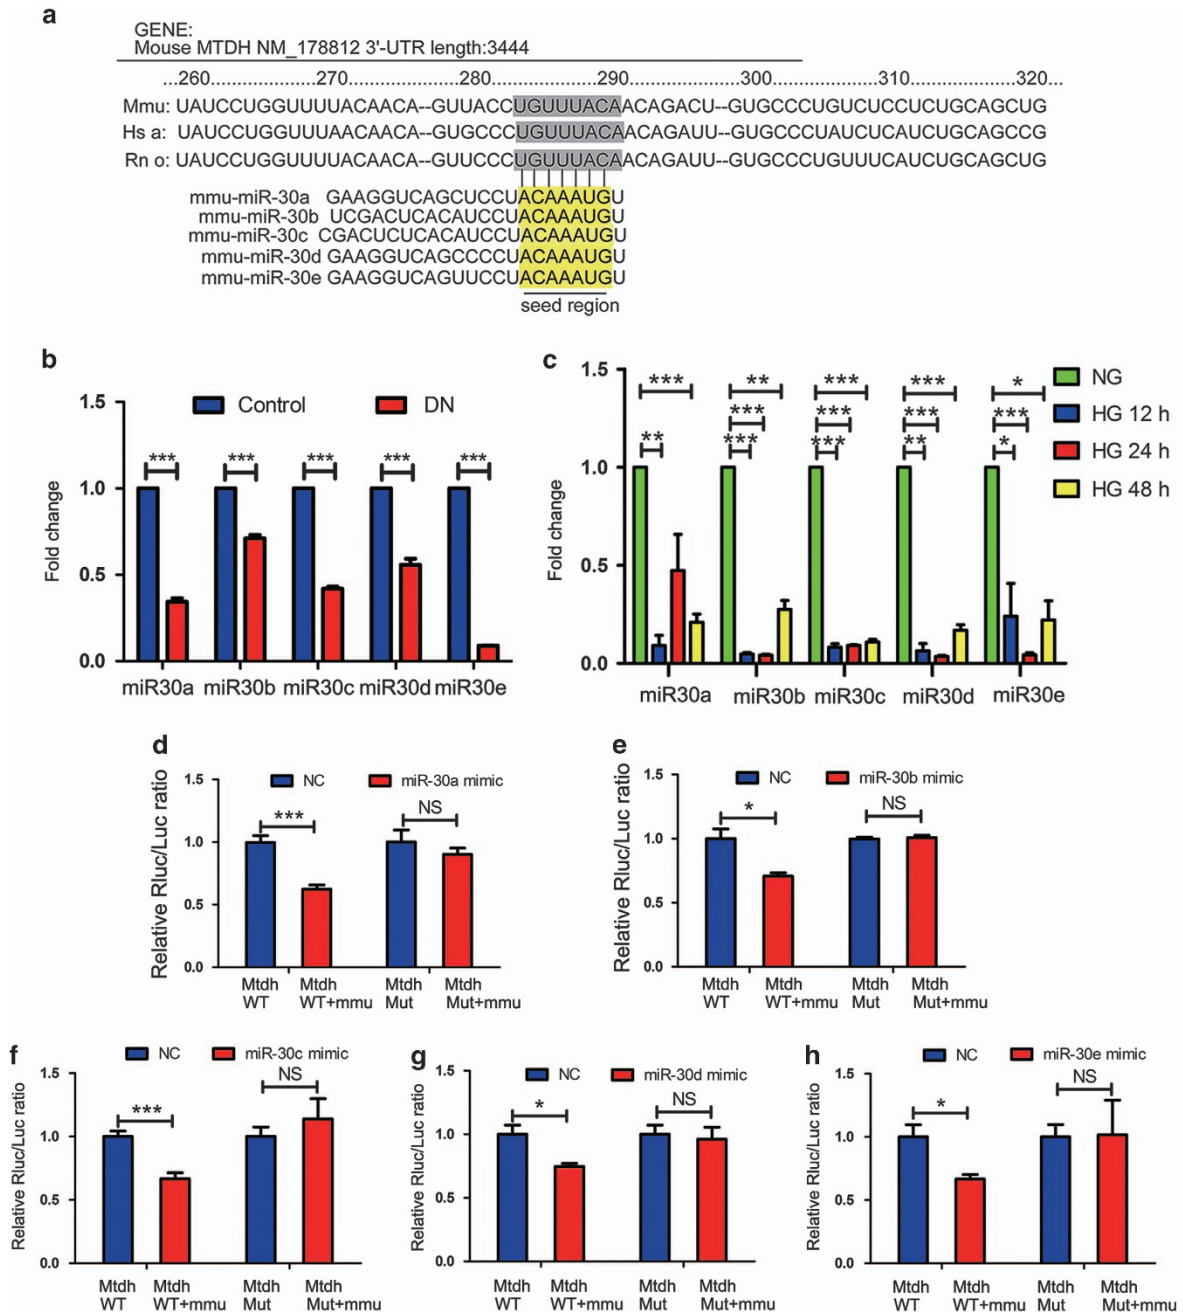 a
GENE:
Mouse MTDH NM_178812 3'-UTR length:3444
...260..............270..............280..............290..............300..............310..............320...
Mmu: UAUCCUGGUUUUACAACA--GUUACCUGUUUACAACAGACU--GUGCCCUGUCUCCUCUGCAGCUG
Hs a: UAUCCUGGUUUAACAACA--GUGCCCUGUUUACAACAGAUU--GUGCCCUAUCUCAUCUGCAGCCG
Rn o: UAUCCUGGUUUUACAACA--GUUCCCUGUUUACAACAGAUU--GUGCCCUGUUUCAUCUGCAGCUG
mmu-miR-30a GAAGGUCAGCUCCUACAAAUGU
mmu-miR-30b UCGACUCACAUCCUACAAAUGU
mmu-miR-30c CGACUCUCACAUCCUACAAAUGU
mmu-miR-30d GAAGGUCAGCCCCUACAAAUGU
mmu-miR-30e GAAGGUCAGUUCCUACAAAUGU
seed region
b
Control DN
Fold change
1.5
1.0
0.5
0.0
*** *** *** *** ***
miR30a miR30b miR30c miR30d miR30e
c
NG
HG 12 h
HG 24 h
HG 48 h
Fold change
1.5
1.0
0.5
0.0
*** ** *** *** *
*** *** *** ***
** *** *** ** *
miR30a miR30b miR30c miR30d miR30e
d
NC miR-30a mimic
Relative Rluc/Luc ratio
1.5
1.0
0.5
0.0
*** NS
Mtdh Mtdh Mtdh Mtdh
WT WT+mmu Mut Mut+mmu
e
NC miR-30b mimic
Relative Rluc/Luc ratio
1.5
1.0
0.5
0.0
* NS
Mtdh Mtdh Mtdh Mtdh
WT WT+mmu Mut Mut+mmu
f
NC miR-30c mimic
Relative Rluc/Luc ratio
1.5
1.0
0.5
0.0
*** NS
Mtdh Mtdh Mtdh Mtdh
WT WT+mmu Mut Mut+mmu
g
NC miR-30d mimic
Relative Rluc/Luc ratio
1.5
1.0
0.5
0.0
* NS
Mtdh Mtdh Mtdh Mtdh
WT WT+mmu Mut Mut+mmu
h
NC miR-30e mimic
Relative Rluc/Luc ratio
1.5
1.0
0.5
0.0
* NS
Mtdh Mtdh Mtdh Mtdh
WT WT+mmu Mut Mut+mmu